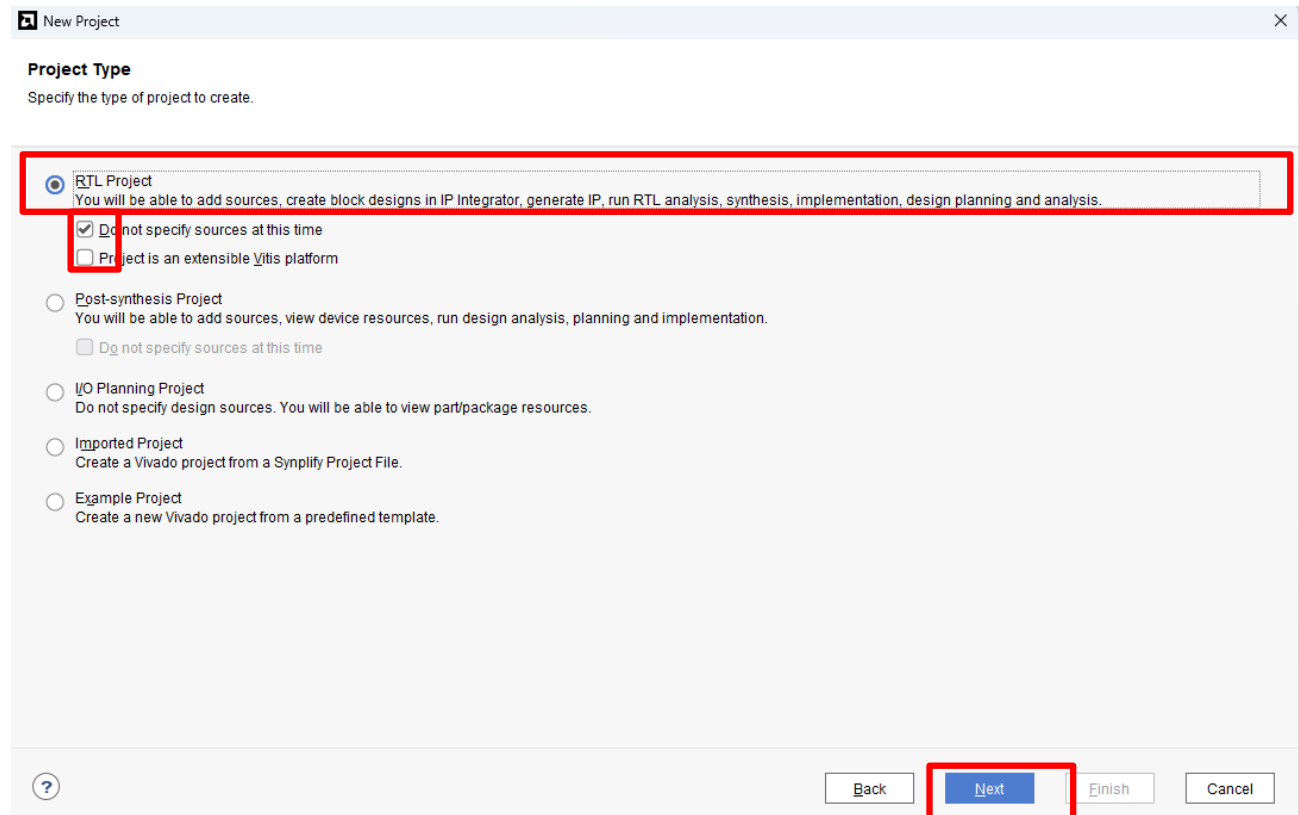 New Project
Project Type
Specify the type of project to create.
RTL Project
You will be able to add sources, create block designs in IP Integrator, generate IP, run RTL analysis, synthesis, implementation, design planning and analysis.
Do not specify sources at this time
Project is an extensible Vitis platform
Post-synthesis Project
You will be able to add sources, view device resources, run design analysis, planning and implementation.
Do not specify sources at this time
I/O Planning Project
Do not specify design sources. You will be able to view part/package resources.
Imported Project
Create a Vivado project from a Synplify Project File.
Example Project
Create a new Vivado project from a predefined template.
? Back Next Finish Cancel